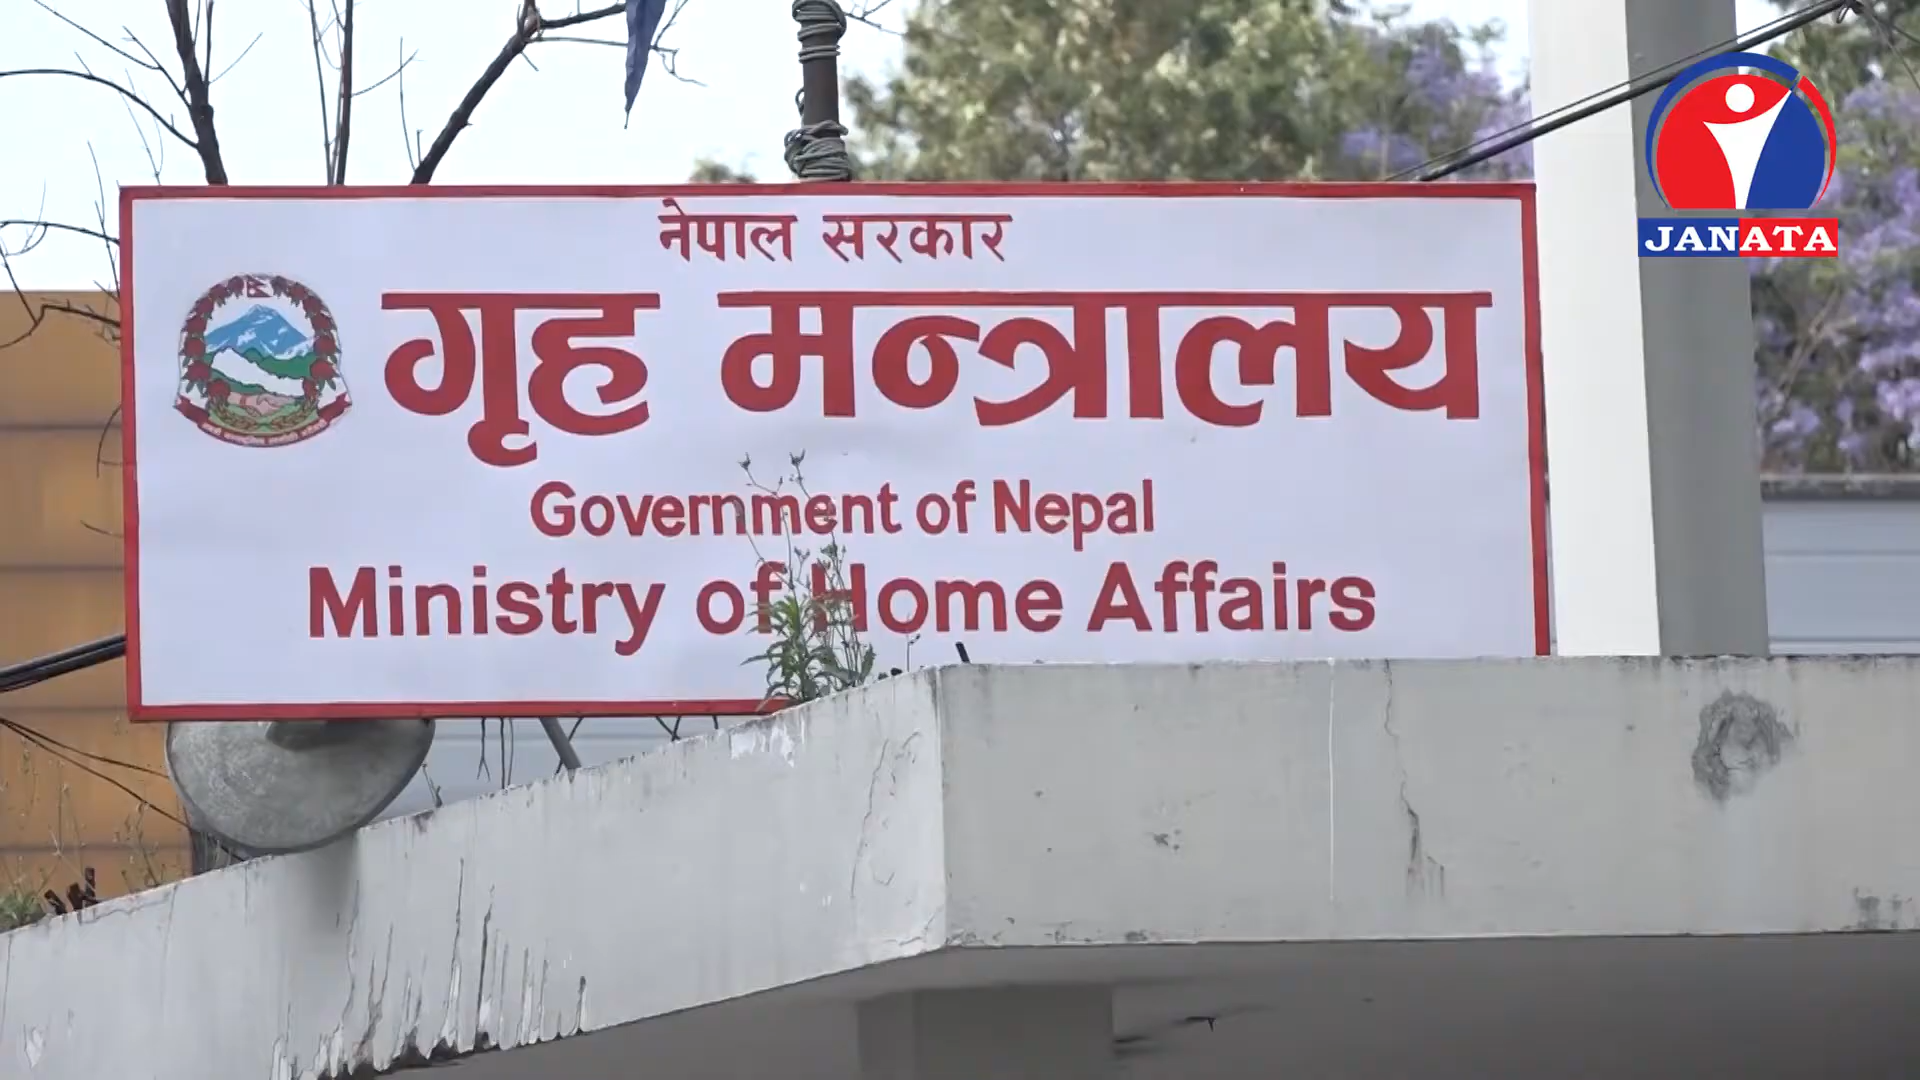 नेपाल सरकार
गृह मन्त्रालय
Government of Nepal
Ministry of Home Affairs
JANATA